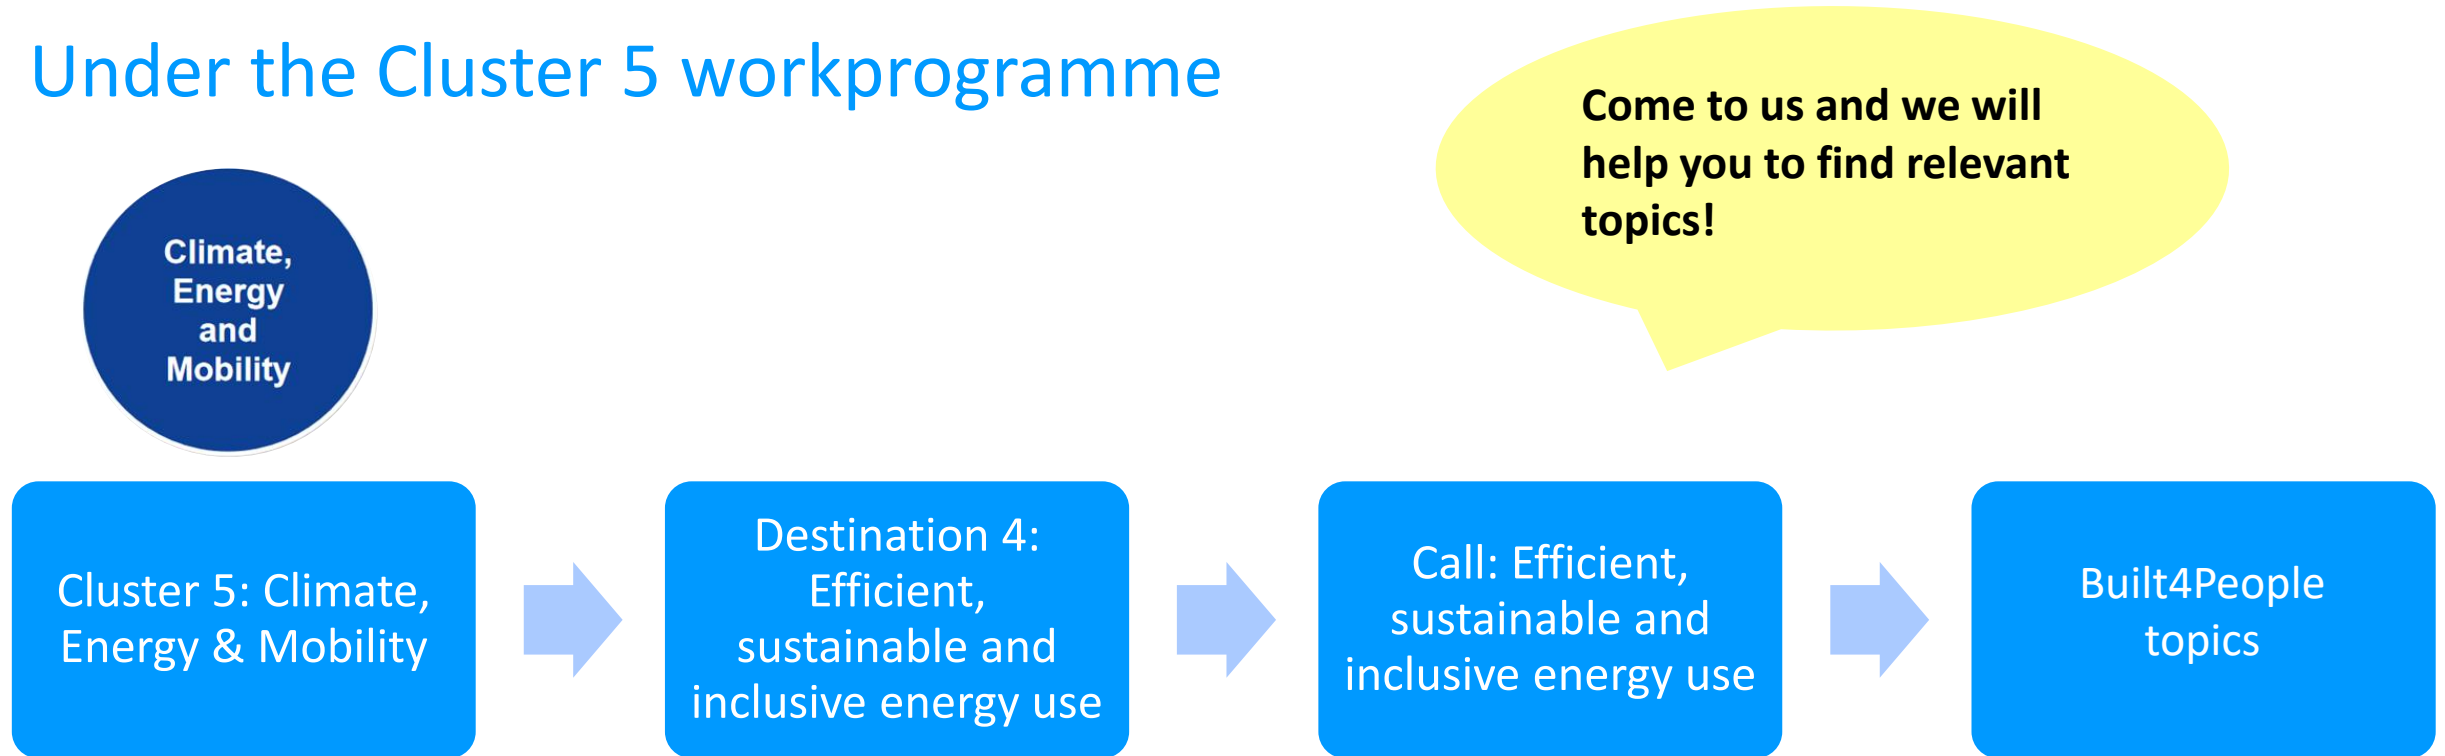 Under the Cluster 5 workprogramme
Come to us and we will
help you to find relevant
topics!
Climate,
Energy
and
Mobility
Cluster 5: Climate,
Energy & Mobility
Destination 4:
Efficient,
sustainable and
inclusive energy use
Call: Efficient,
sustainable and
inclusive energy use
Built4People
topics